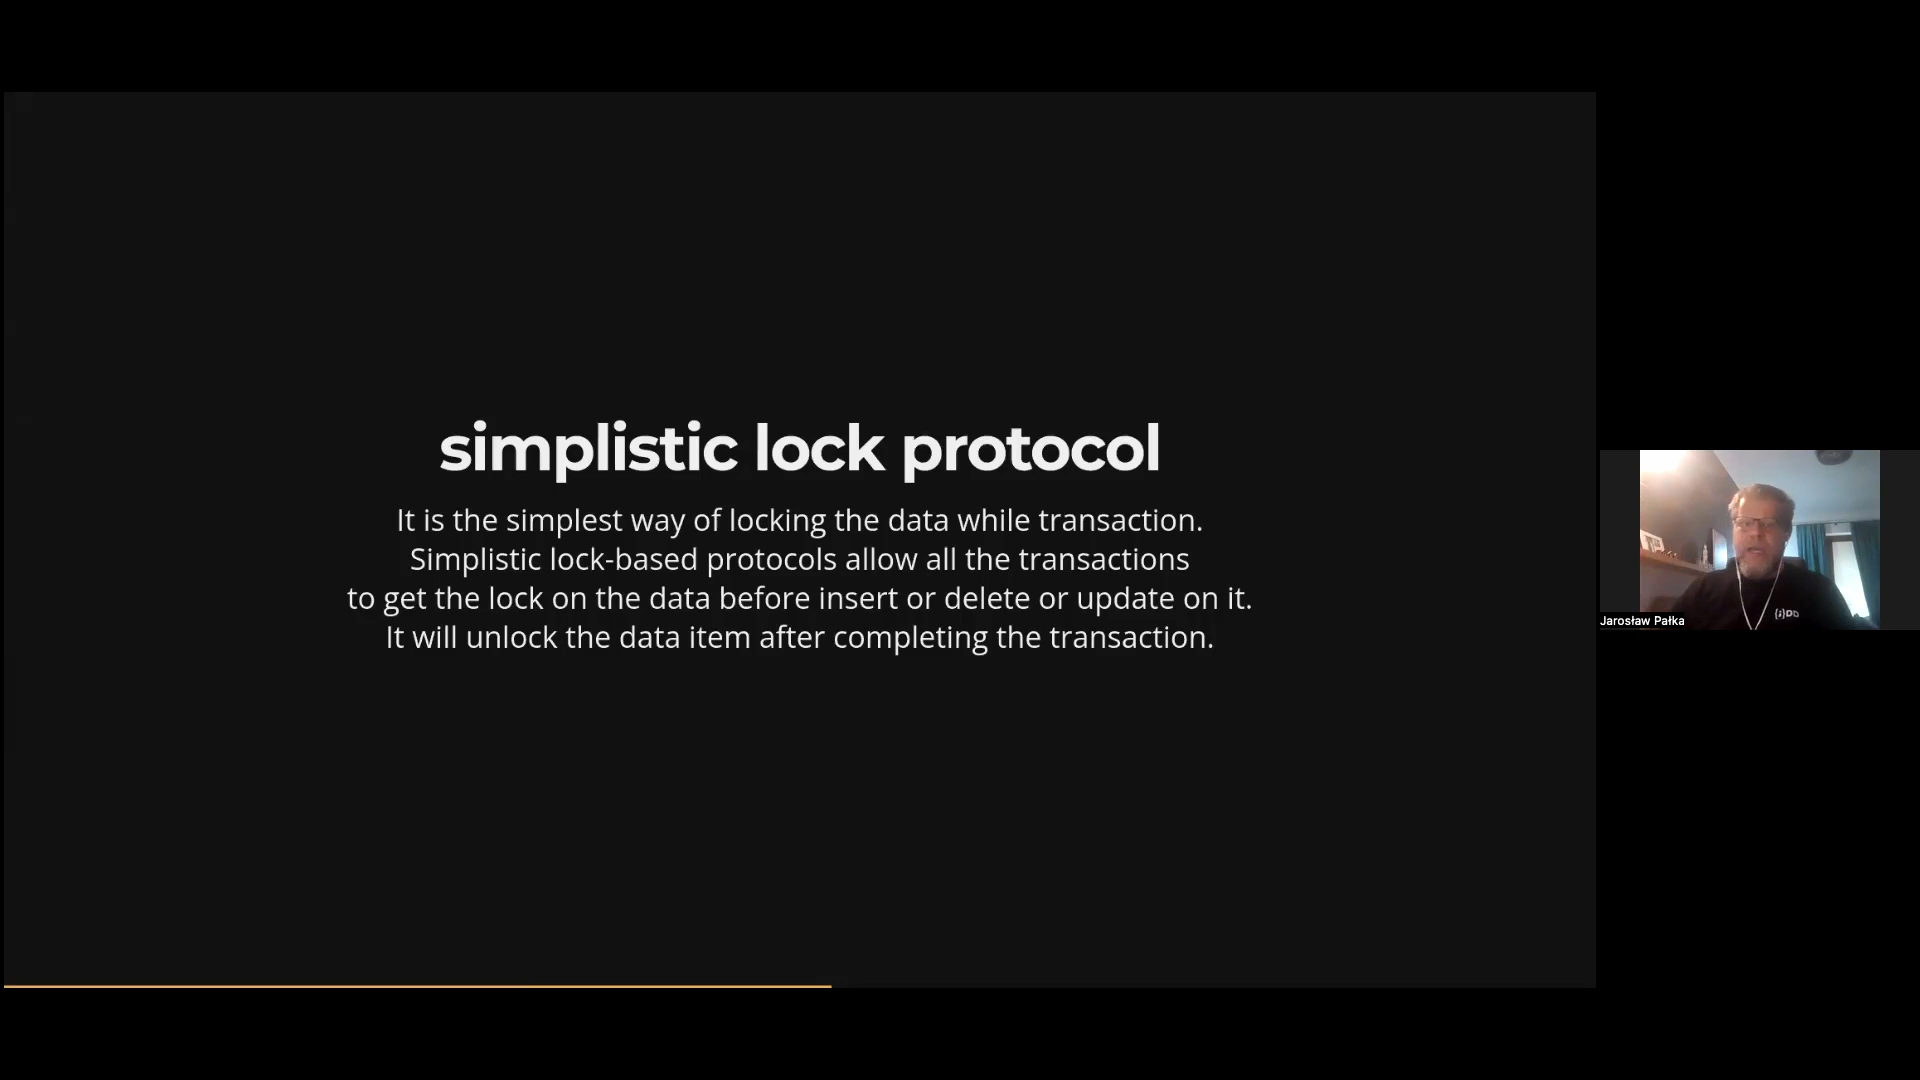 simplistic lock protocol
It is the simplest way of locking the data while transaction.
Simplistic lock-based protocols allow all the transactions
to get the lock on the data before insert or delete or update on it.
It will unlock the data item after completing the transaction.
Jarosław Pałka